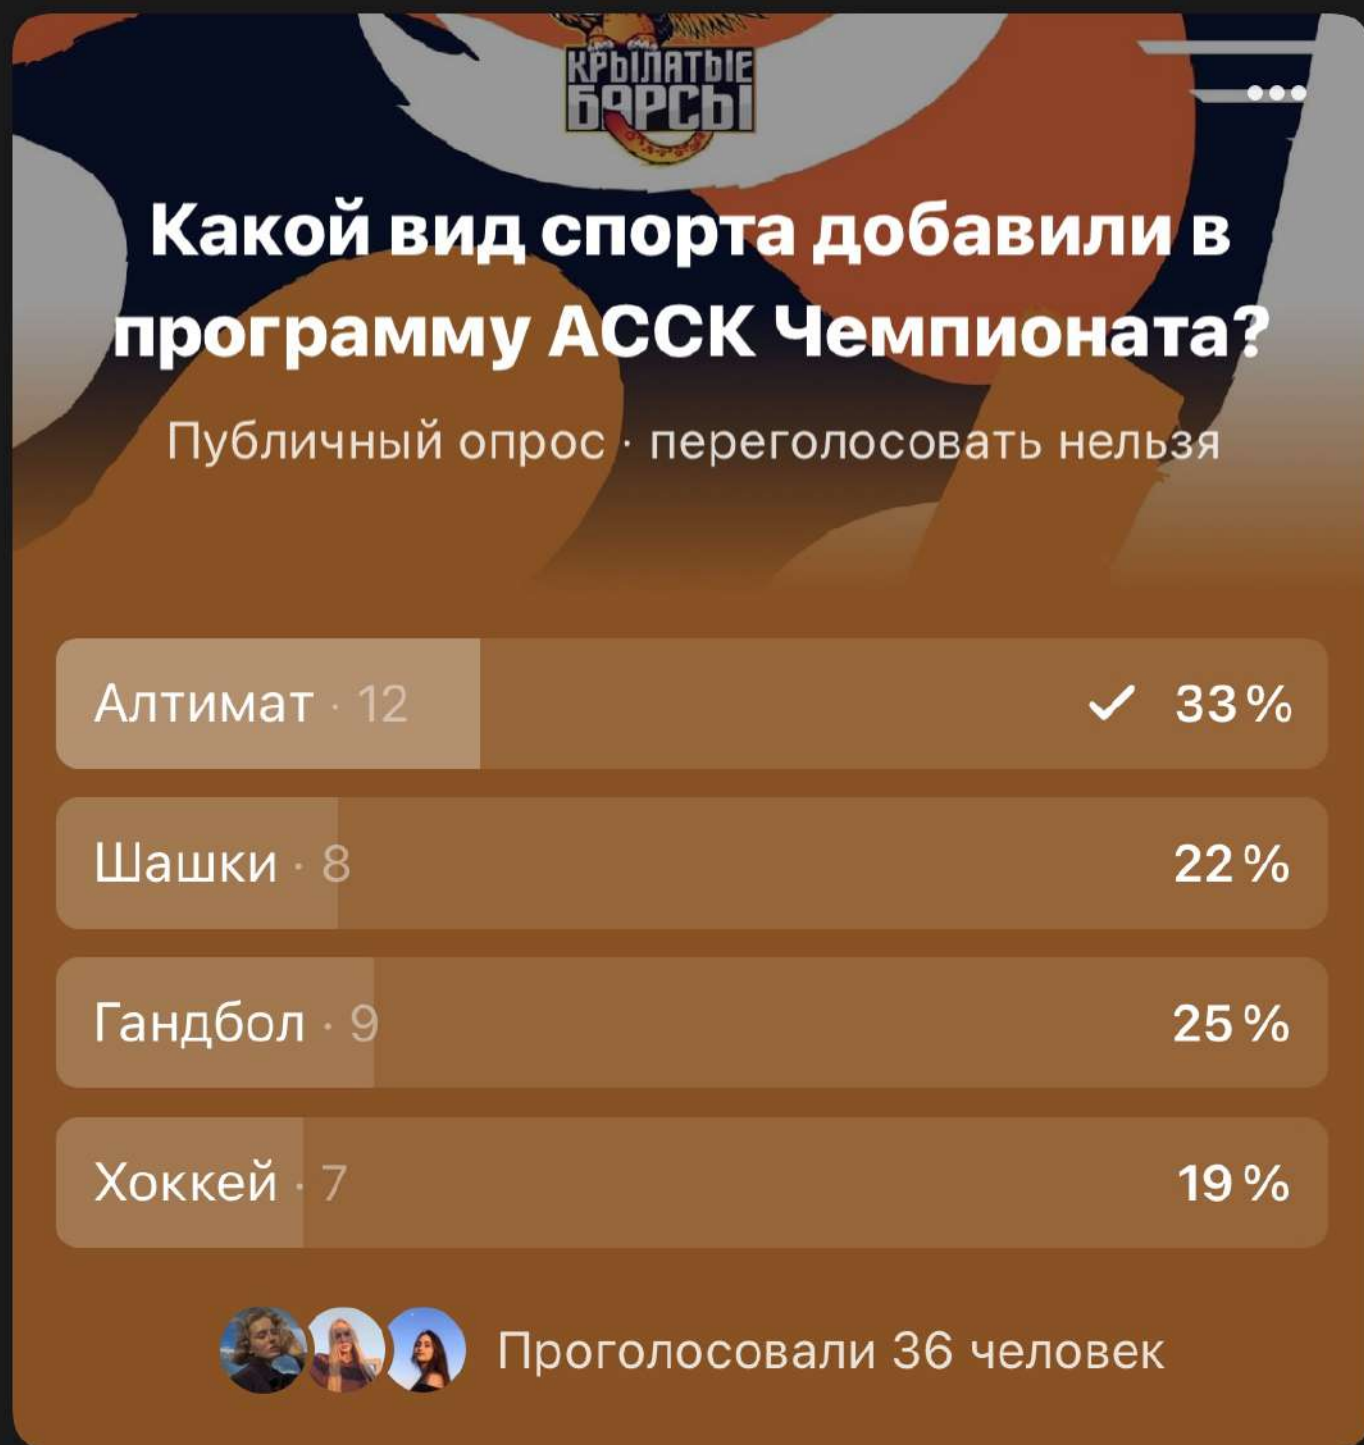 КРЫЛАТЫЕ
БАРСЫ
Какой вид спорта добавили в
программу АССК Чемпионата?
Публичный опрос · переголосовать нельзя
Алтимат · 12 33%
Шашки · 8 22%
Гандбол · 9 25%
Хоккей · 7 19%
Проголосовали 36 человек